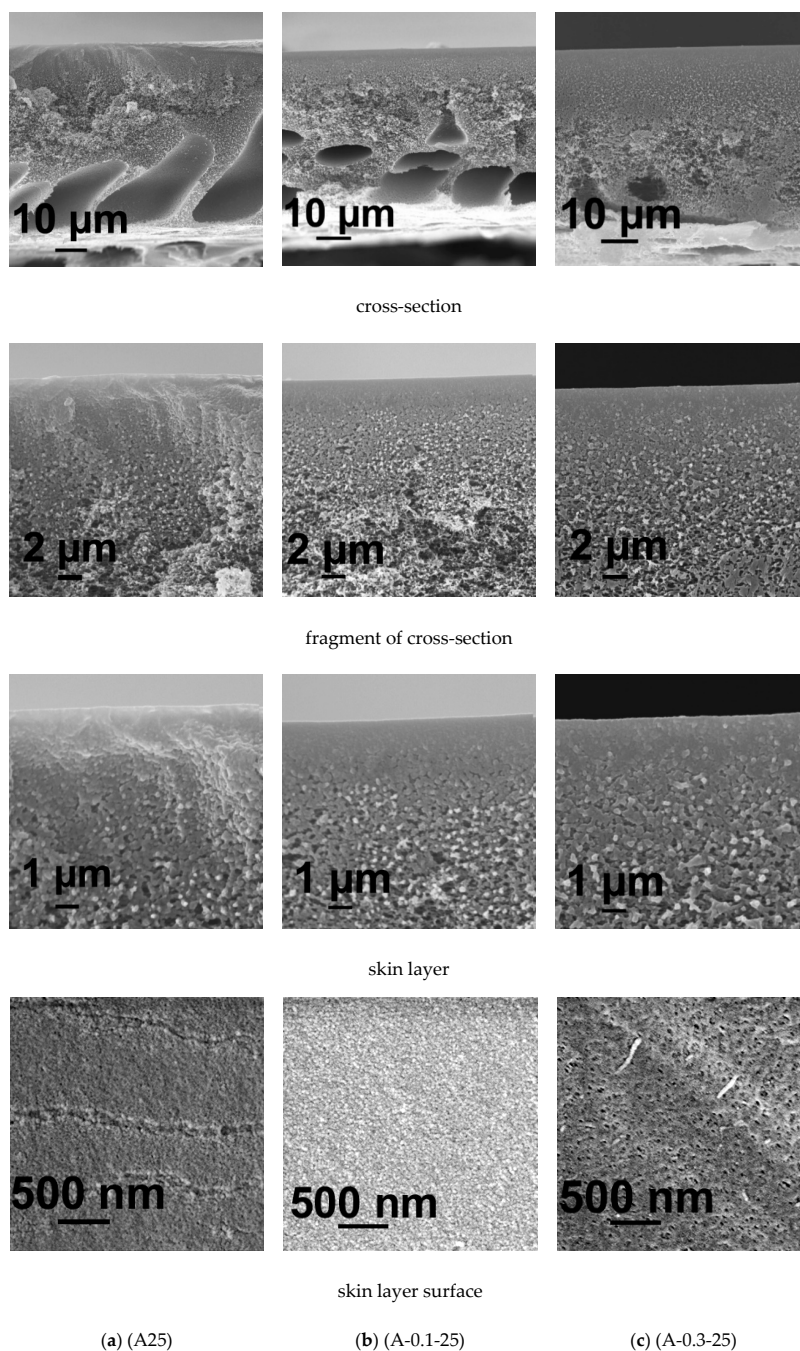 10 µm 10 µm 10 µm
cross-section
2 µm 2 µm 2 µm
fragment of cross-section
1 µm 1 µm 1 µm
skin layer
500 nm 500 nm 500 nm
skin layer surface
(a) (A25) (b) (A-0.1-25) (c) (A-0.3-25)